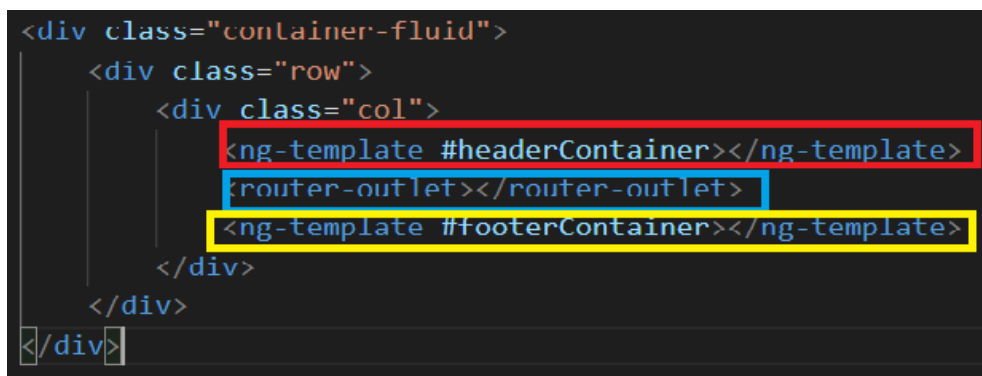 <div class="container-fluid">
<div class="row">
<div class="col">
<ng-template #headerContainer></ng-template>
<router-outlet></router-outlet>
<ng-template #footerContainer></ng-template>
</div>
</div>
</div>